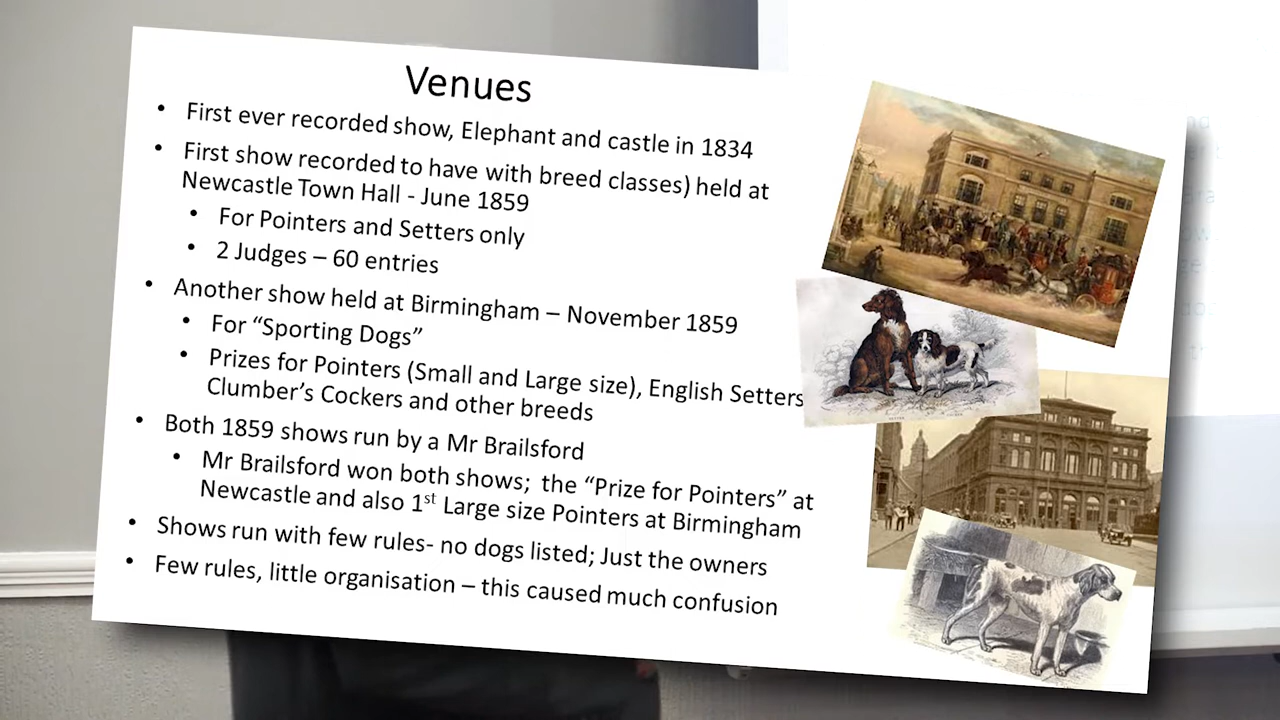 Venues
• First ever recorded show, Elephant and castle in 1834
• First show recorded to have with breed classes) held at
Newcastle Town Hall - June 1859
• For Pointers and Setters only
• 2 Judges – 60 entries
• Another show held at Birmingham – November 1859
• For “Sporting Dogs”
• Prizes for Pointers (Small and Large size), English Setters
Clumber’s Cockers and other breeds
• Both 1859 shows run by a Mr Brailsford
• Mr Brailsford won both shows; the “Prize for Pointers” at
Newcastle and also 1st Large size Pointers at Birmingham
• Shows run with few rules- no dogs listed; Just the owners
• Few rules, little organisation – this caused much confusion